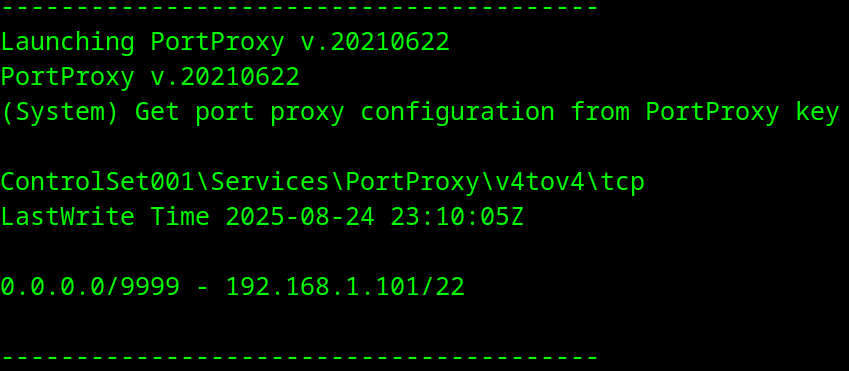 ----------------------------------------
Launching PortProxy v.20210622
PortProxy v.20210622
(System) Get port proxy configuration from PortProxy key
ControlSet001\Services\PortProxy\v4tov4\tcp
LastWrite Time 2025-08-24 23:10:05Z
0.0.0.0/9999 - 192.168.1.101/22
----------------------------------------